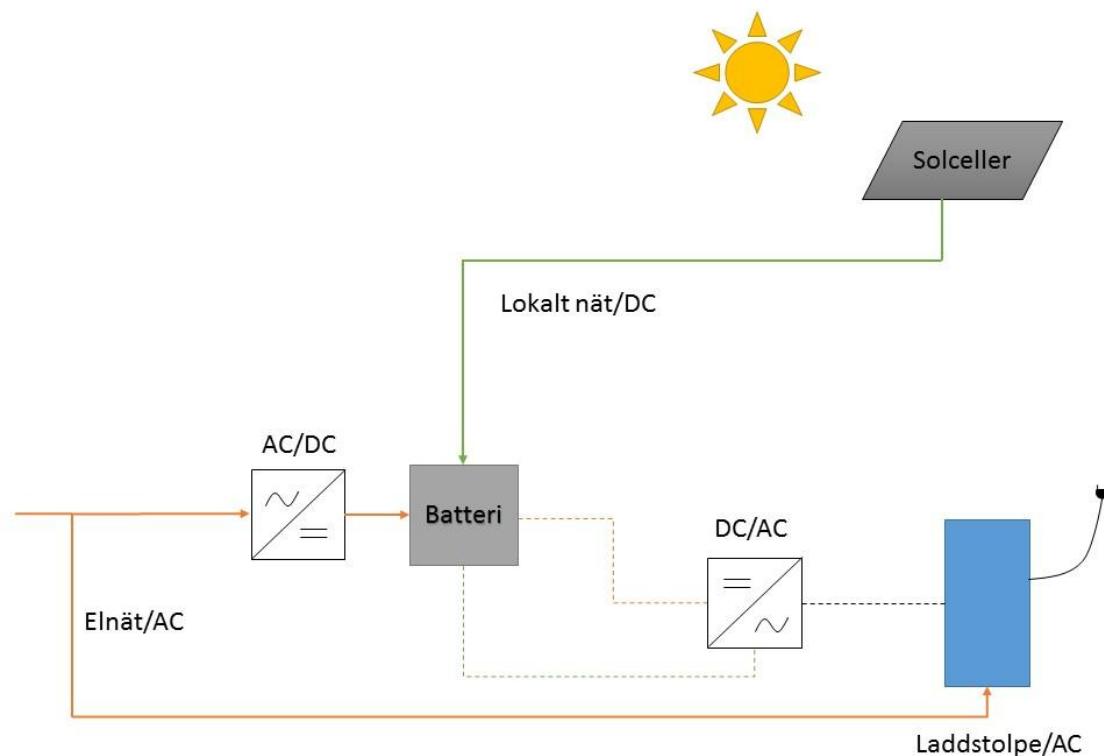 Solceller
Lokalt nät/DC
AC/DC
Batteri
DC/AC
Elnät/AC
Laddstolpe/AC